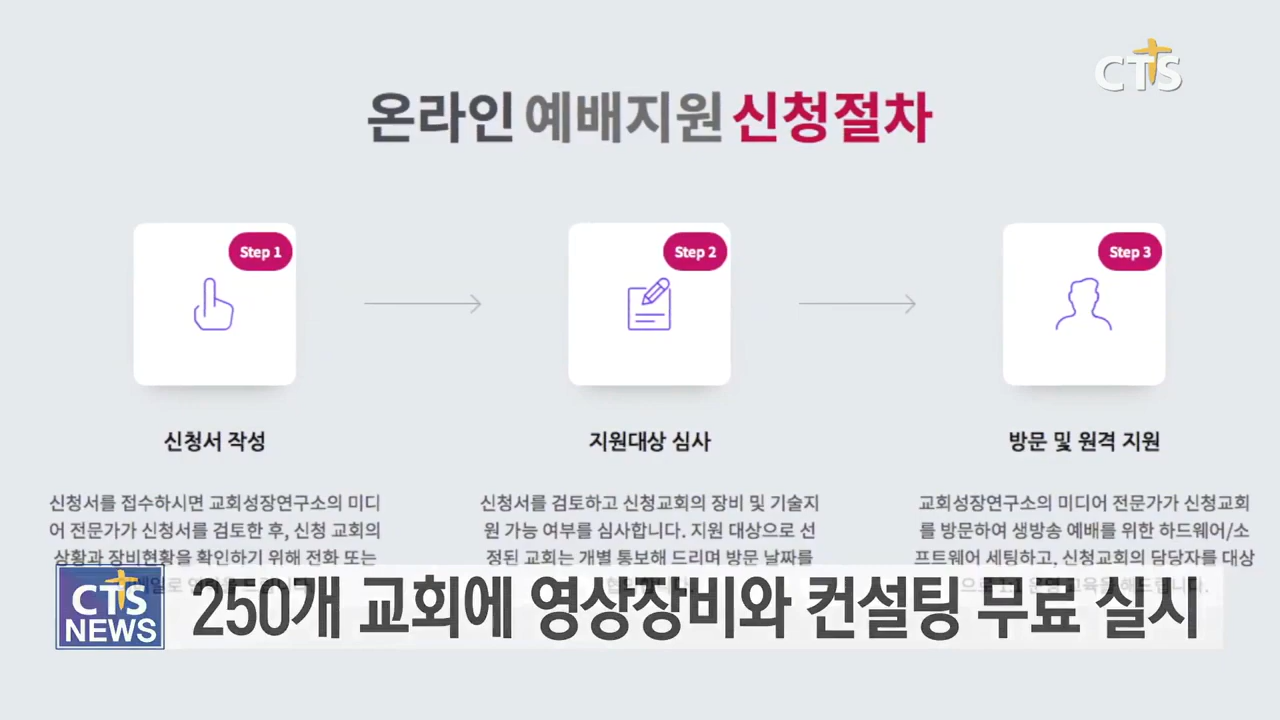 CTS
온라인 예배지원 신청절차
Step 1
Step 2
Step 3
신청서 작성
지원대상 심사
방문 및 원격 지원
신청서를 접수하시면 교회성장연구소의 미디
어 전문가가 신청서를 검토한 후, 신청 교회의
상황과 장비현황을 확인하기 위해 전화 또는
신청서를 검토하고 신청교회의 장비 및 기술지
원 가능 여부를 심사합니다. 지원 대상으로 선
정된 교회는 개별 통보해 드리며 방문 날짜를
교회성장연구소의 미디어 전문가가 신청교회
를 방문하여 생방송 예배를 위한 하드웨어/소
프트웨어 세팅하고, 신청교회의 담당자를 대상
CTS
NEWS
250개 교회에 영상장비와 컨설팅 무료 실시